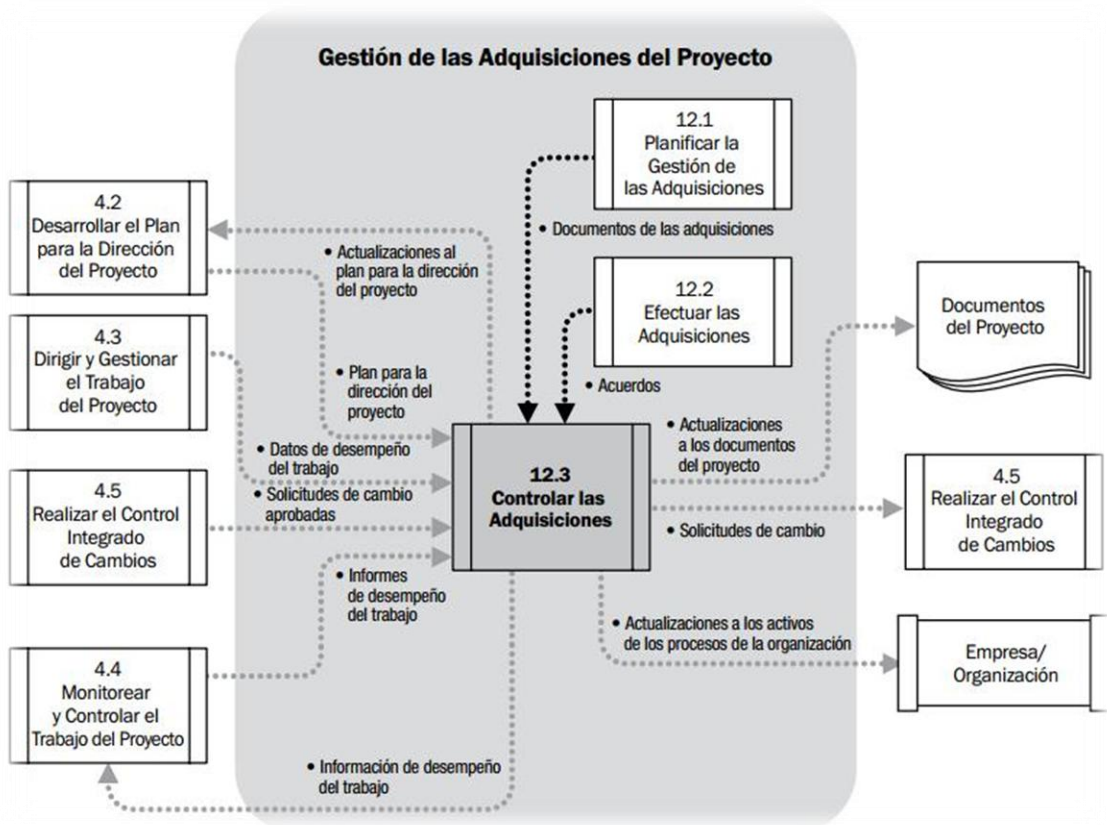 Gestión de las Adquisiciones del Proyecto
12.1
Planificar la
Gestión de
las Adquisiciones
4.2
Desarrollar el Plan
para la Dirección
del Proyecto
• Documentos de las adquisiciones
• Actualizaciones al
plan para la dirección
del proyecto
12.2
Efectuar las
Adquisiciones
Documentos
del Proyecto
4.3
Dirigir y Gestionar
el Trabajo
del Proyecto
• Plan para la
dirección del
proyecto
• Acuerdos
• Actualizaciones
a los documentos
del proyecto
• Datos de desempeño
del trabajo
• Solicitudes de cambio
aprobadas
12.3
Controlar las
Adquisiciones
4.5
Realizar el Control
Integrado
de Cambios
• Solicitudes de cambio
4.5
Realizar el Control
Integrado
de Cambios
• Informes
de desempeño
del trabajo
• Actualizaciones a los activos
de los procesos de la organización
Empresa/
Organización
4.4
Monitorear
y Controlar el
Trabajo del Proyecto
• Información de desempeño
del trabajo